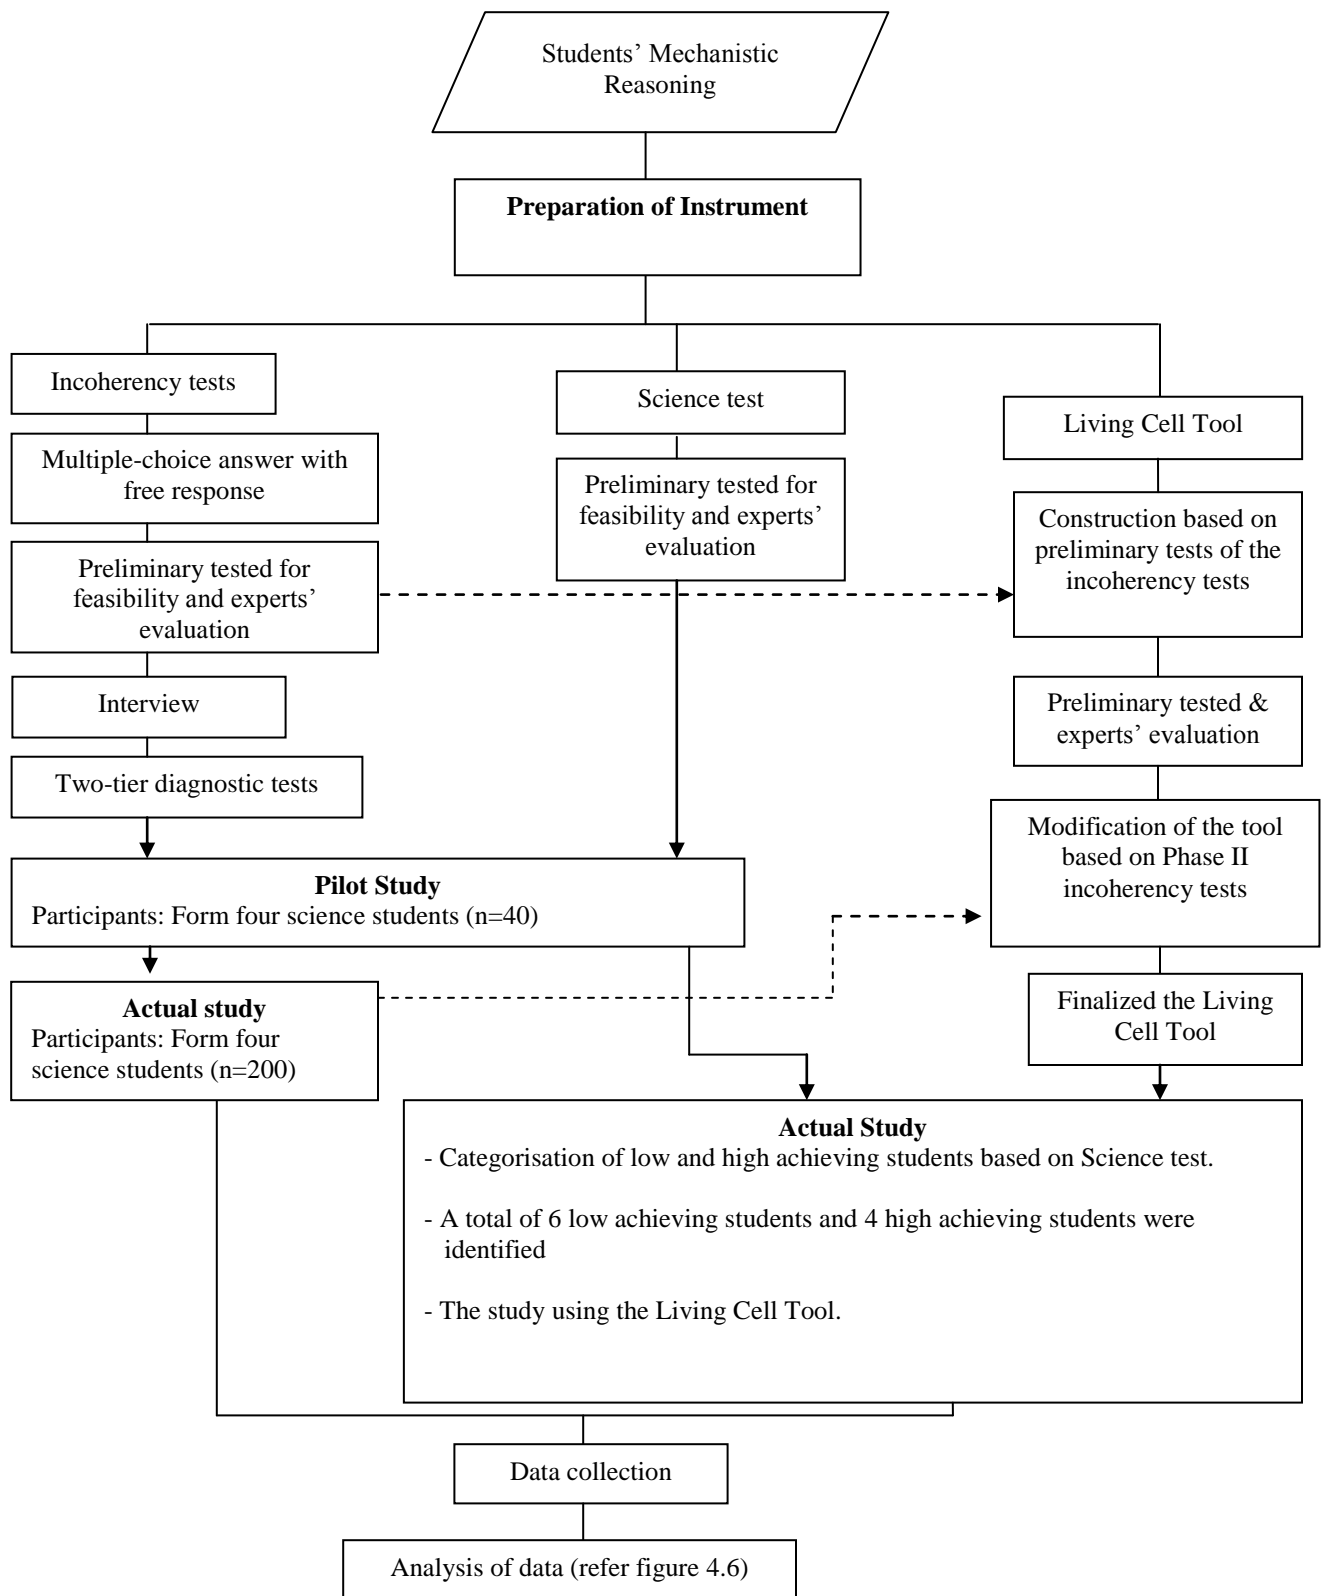 Students’ Mechanistic
Reasoning
Preparation of Instrument
Incoherency tests
Multiple-choice answer with
free response
Preliminary tested for
feasibility and experts’
evaluation
Interview
Two-tier diagnostic tests
Science test
Preliminary tested for
feasibility and experts’
evaluation
Living Cell Tool
Construction based on
preliminary tests of the
incoherency tests
Preliminary tested &
experts’ evaluation
Modification of the tool
based on Phase II
incoherency tests
Finalized the Living
Cell Tool
Pilot Study
Participants: Form four science students (n=40)
Actual study
Participants: Form four
science students (n=200)
Actual Study
- Categorisation of low and high achieving students based on Science test.
- A total of 6 low achieving students and 4 high achieving students were
identified
- The study using the Living Cell Tool.
Data collection
Analysis of data (refer figure 4.6)